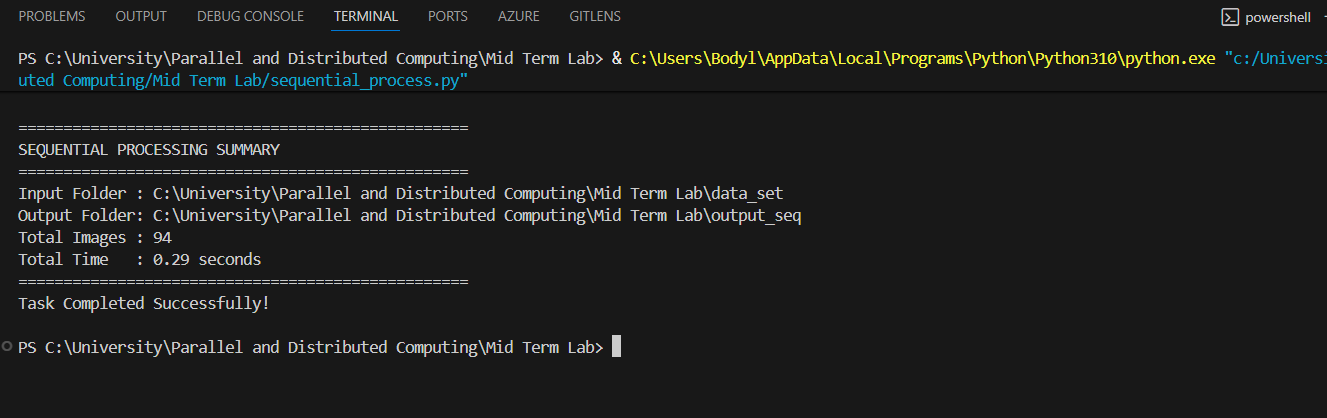 PROBLEMS OUTPUT DEBUG CONSOLE TERMINAL PORTS AZURE GITLENS powershell
PS C:\University\Parallel and Distributed Computing\Mid Term Lab> & C:\Users\Bodyl\AppData\Local\Programs\Python\Python310\python.exe "c:/Universi
uted Computing/Mid Term Lab/sequential_process.py"
==================================================
SEQUENTIAL PROCESSING SUMMARY
==================================================
Input Folder : C:\University\Parallel and Distributed Computing\Mid Term Lab\data_set
Output Folder: C:\University\Parallel and Distributed Computing\Mid Term Lab\output_seq
Total Images : 94
Total Time   : 0.29 seconds
==================================================
Task Completed Successfully!
PS C:\University\Parallel and Distributed Computing\Mid Term Lab>